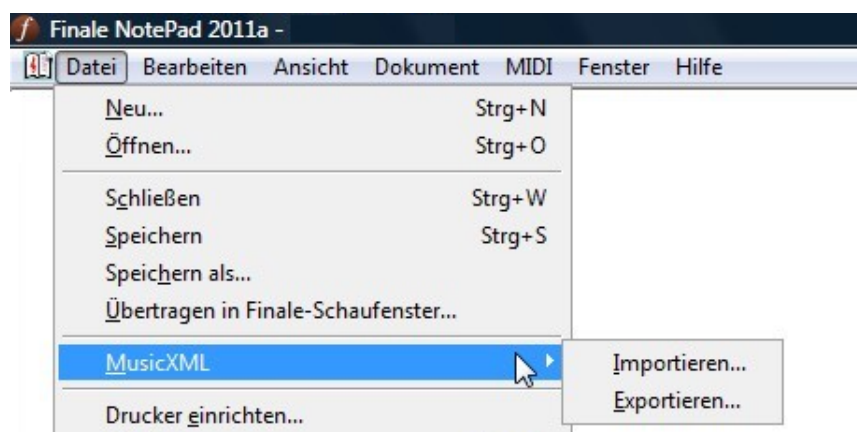 Finale NotePad 2011a -
Datei Bearbeiten Ansicht Dokument MIDI Fenster Hilfe
Neu... Strg+N
Öffnen... Strg+O
Schließen Strg+W
Speichern Strg+S
Speichern als...
Übertragen in Finale-Schaufenster...
MusicXML Importieren...
Exportieren...
Drucker einrichten...